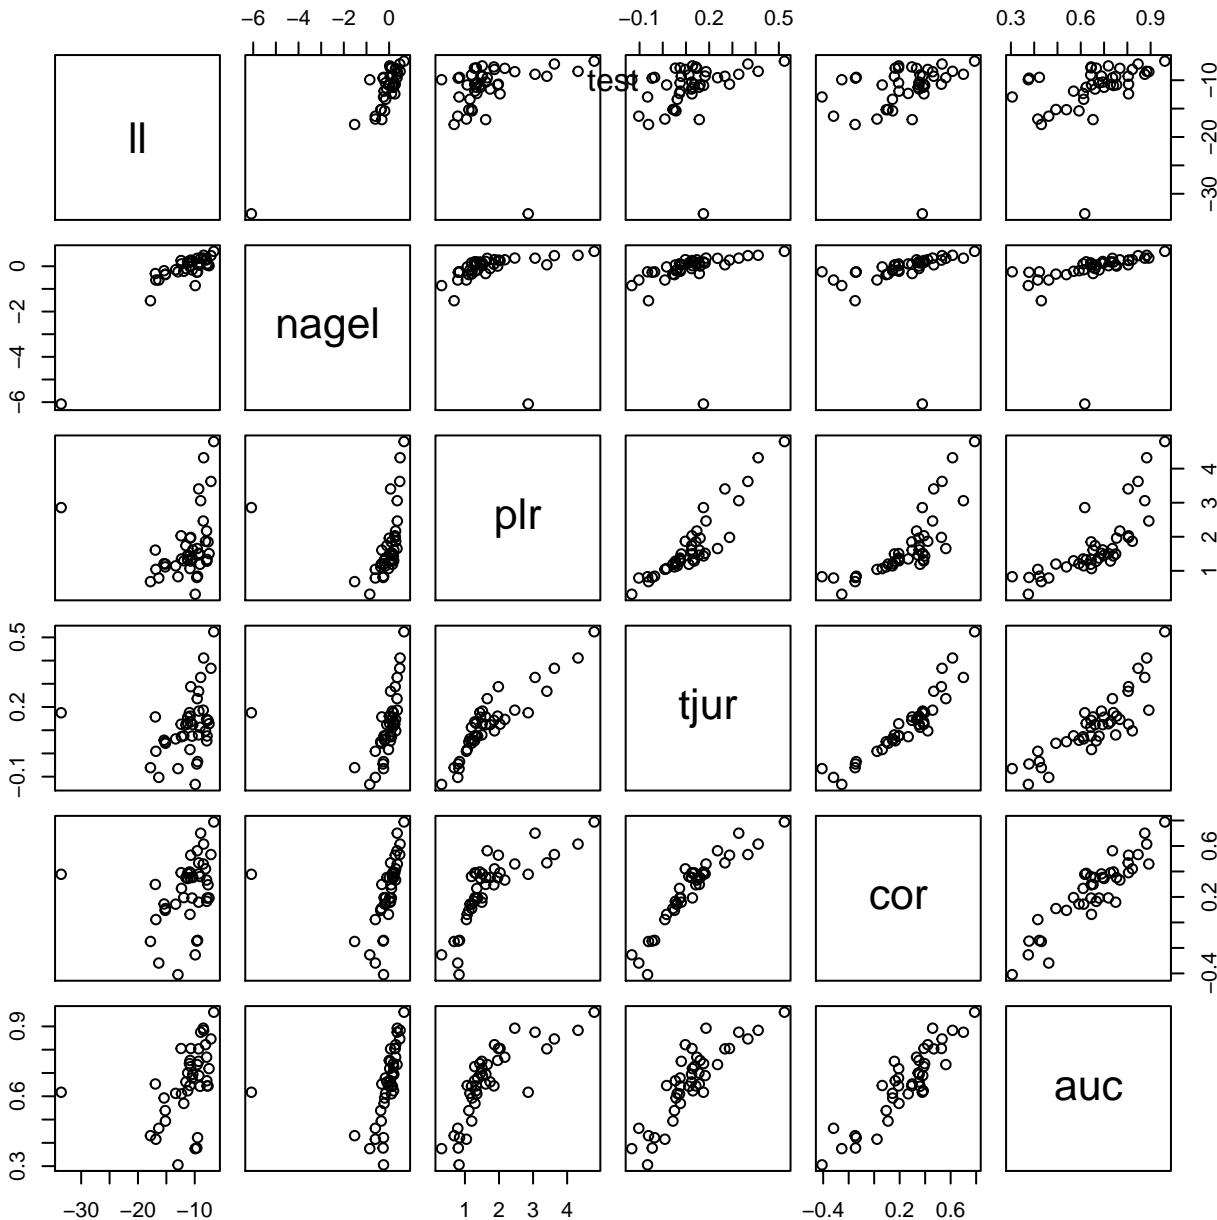 −6 −4 −2 0 −0.1 0.2 0.5 0.3 0.6 0.9
test
ll
−30 −20 −10
nagel
−6 −4 −2 0
plr
1 2 3 4
tjur
−0.1 0.2 0.5
cor
−0.4 0.2 0.6
auc
0.3 0.6 0.9
−30 −20 −10 1 2 3 4 −0.4 0.2 0.6